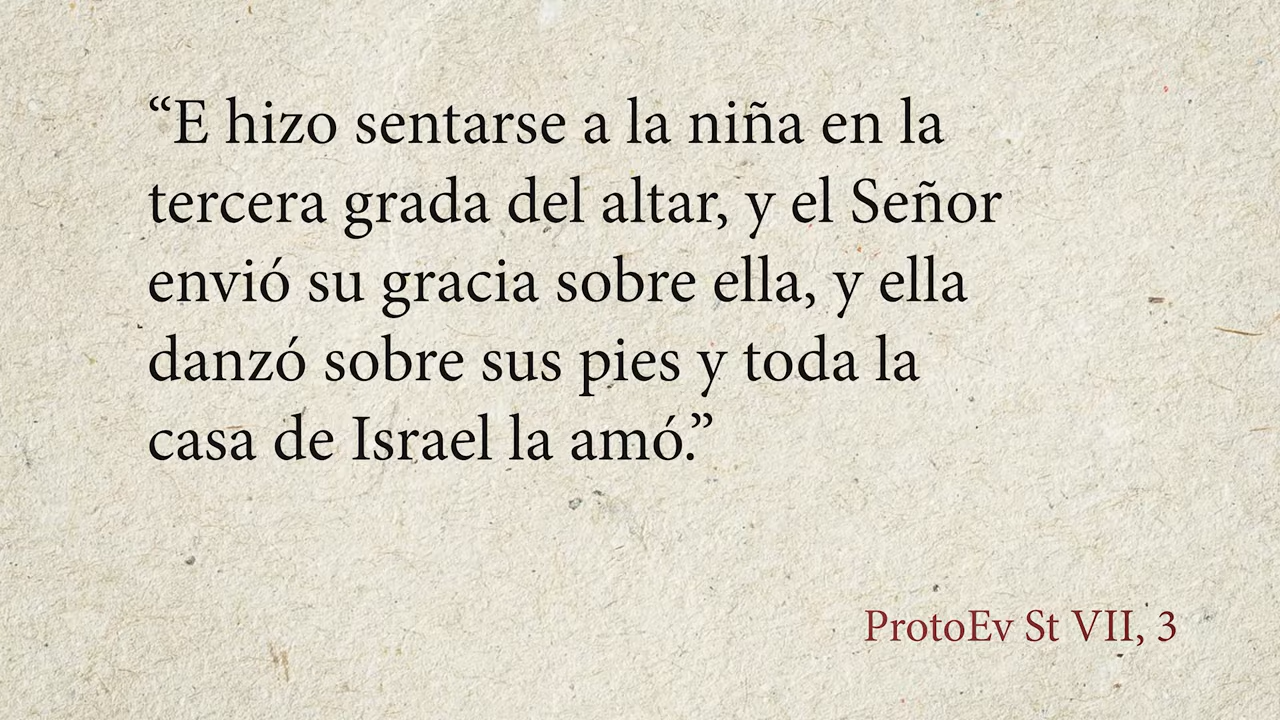 “E hizo sentarse a la niña en la
tercera grada del altar, y el Señor
envió su gracia sobre ella, y ella
danzó sobre sus pies y toda la
casa de Israel la amó.”
ProtoEv St VII, 3